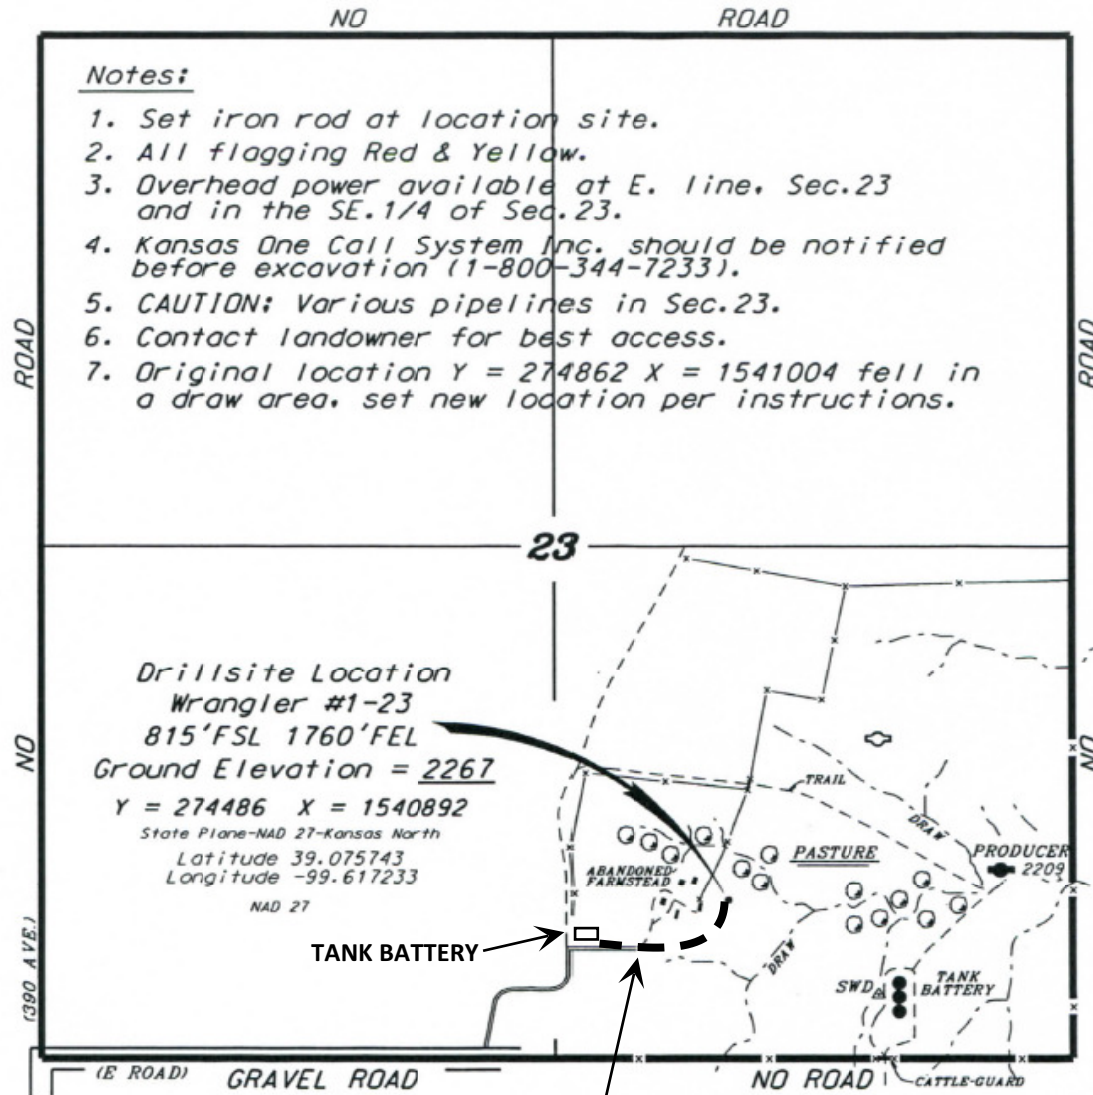 NO ROAD
Notes:
1. Set iron rod at location site.
2. All flagging Red & Yellow.
3. Overhead power available at E. line, Sec.23
and in the SE.1/4 of Sec.23.
4. Kansas One Call System Inc. should be notified
before excavation (1-800-344-7233).
5. CAUTION: Various pipelines in Sec.23.
6. Contact landowner for best access.
7. Original location Y = 274862 X = 1541004 fell in
a draw area, set new location per instructions.
ROAD
ROAD
23
Drillsite Location
Wrangler #1-23
815'FSL 1760'FEL
Ground Elevation = 2267
Y = 274486 X = 1540892
State Plane-NAD 27-Kansas North
Latitude 39.075743
Longitude -99.617233
NAD 27
NO
NO
TRAIL
DRAW
PASTURE
PRODUCER
2209
ABANDONED
FARMSTEAD
TANK BATTERY
DRAW
SWD
TANK
BATTERY
(390 AVE.)
(E ROAD) GRAVEL ROAD
NO ROAD
CATTLE-GUARD